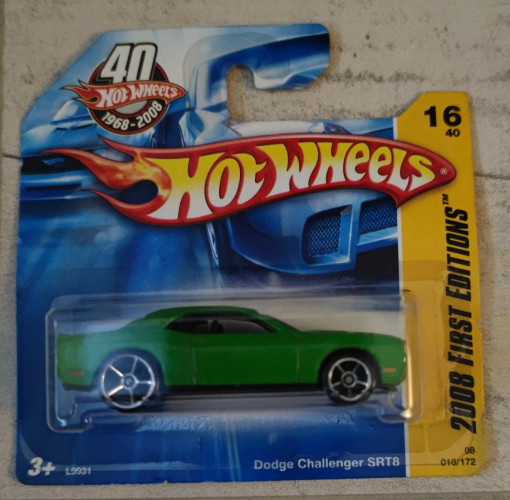 40
HOT WHEELS
1968-2008
16
40
HOT WHEELS®
2008 FIRST EDITIONS™
3+
L9931
Dodge Challenger SRT8
08
016/172